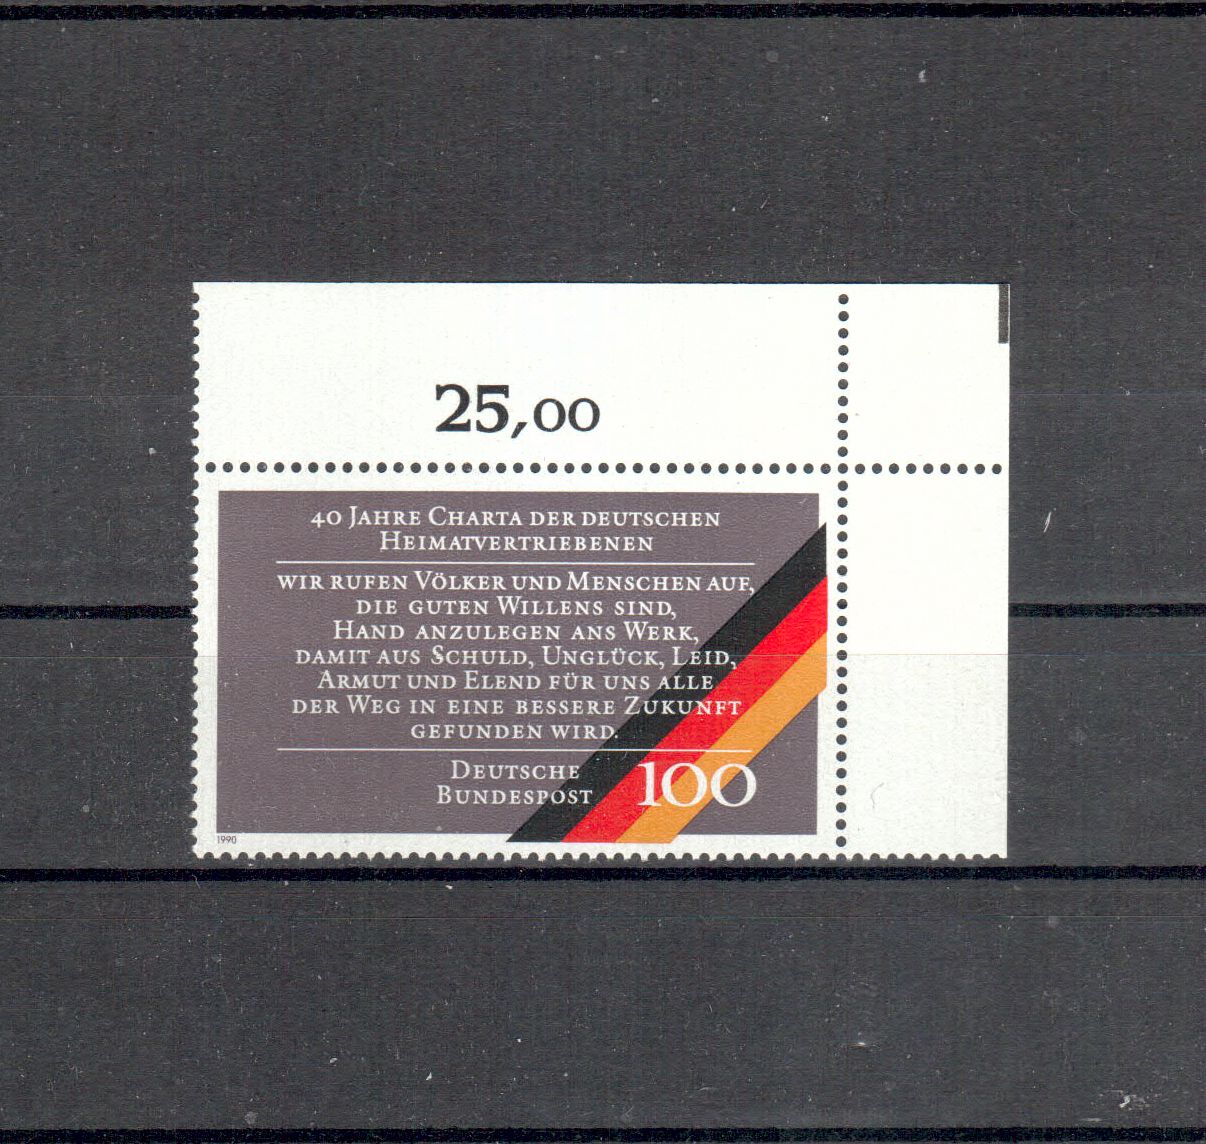 25,00
40 Jahre Charta der deutschen
Heimatvertriebenen
wir rufen Völker und Menschen auf,
die guten Willens sind,
Hand anzulegen ans Werk,
damit aus Schuld, Unglück, Leid,
Armut und Elend für uns alle
der Weg in eine bessere Zukunft
gefunden wird.
Deutsche
Bundespost
100
1990